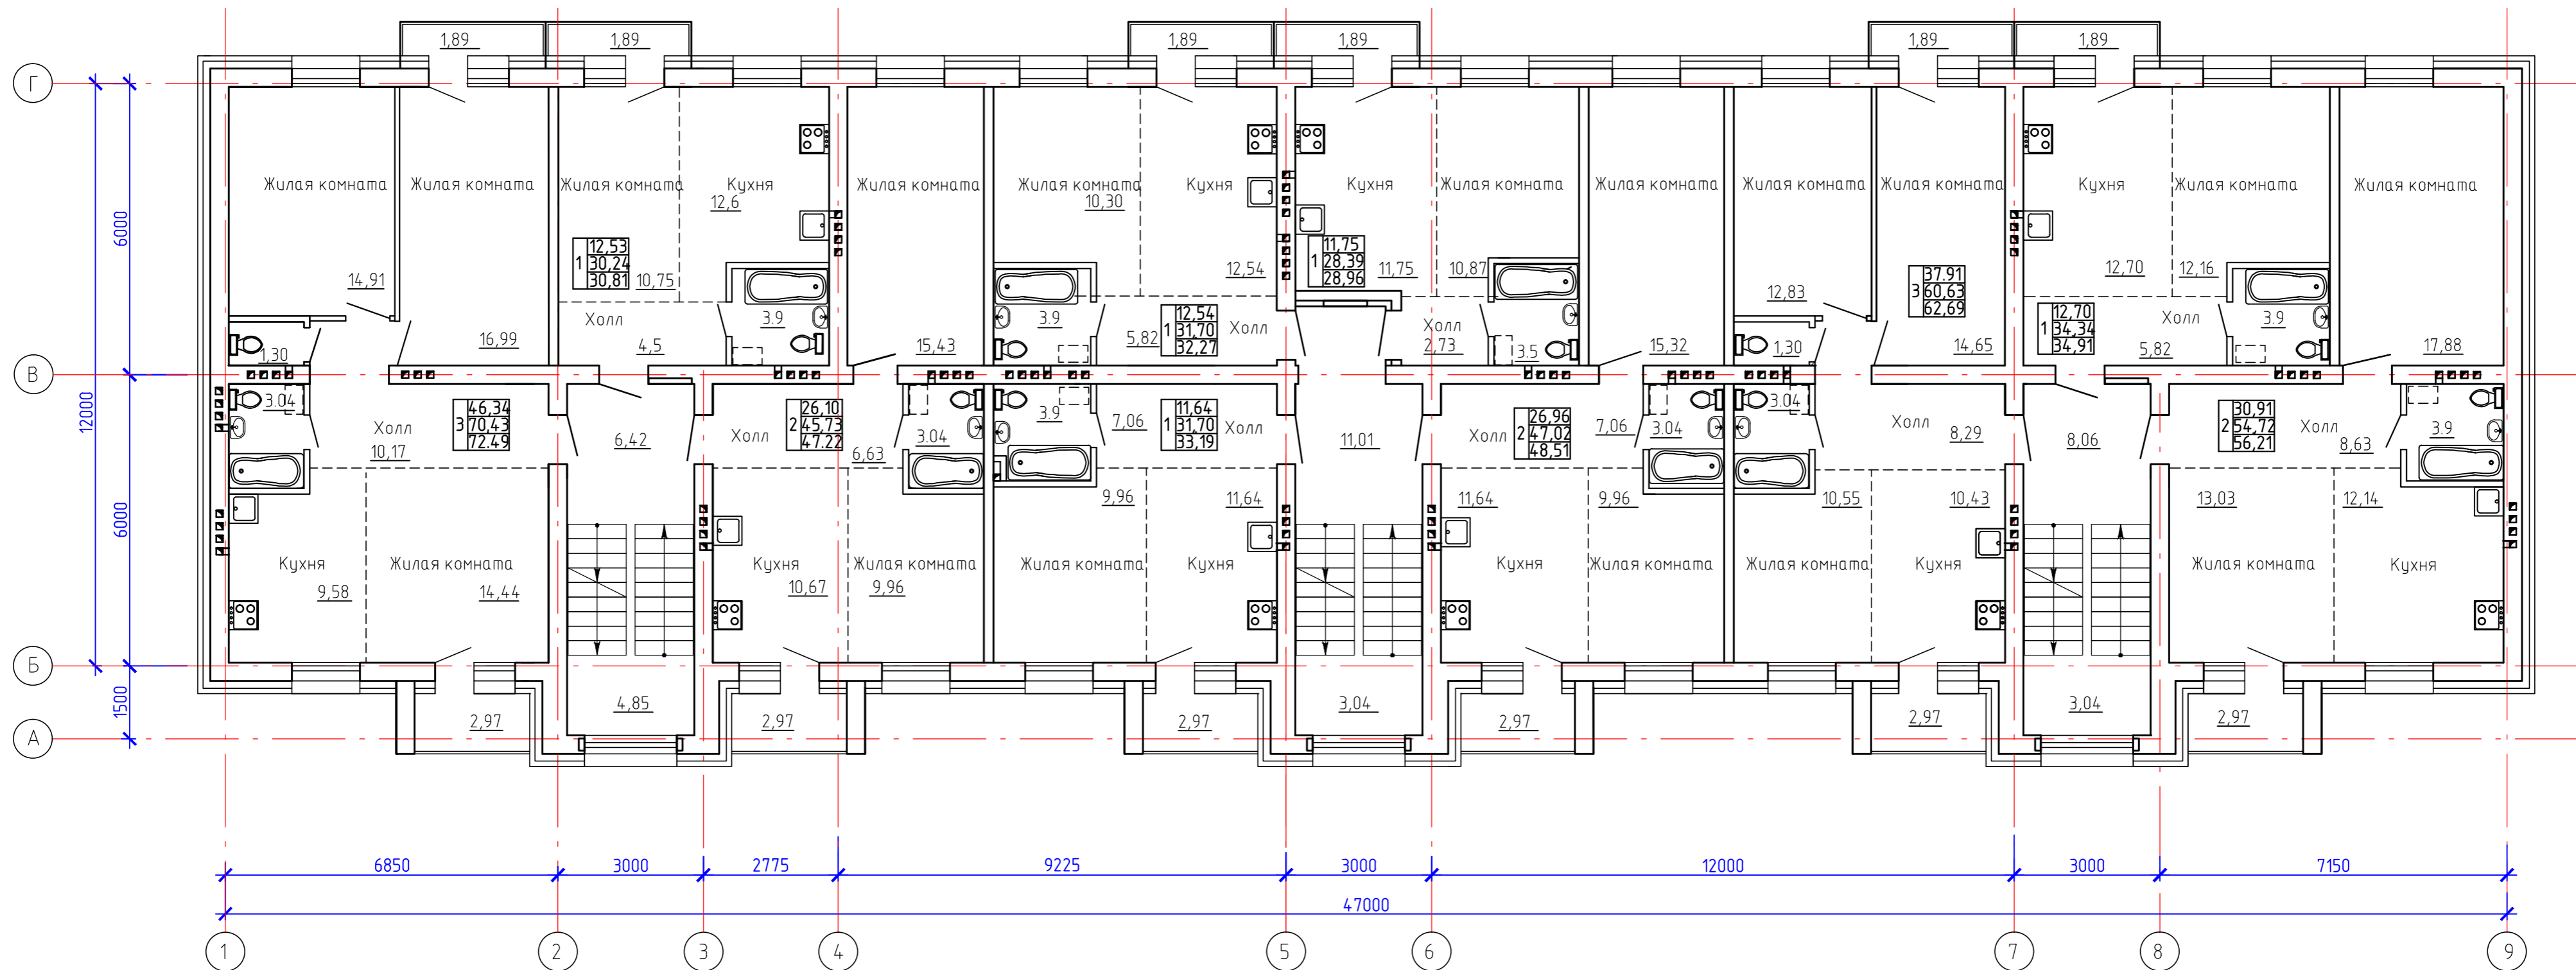 1,89 1,89 1,89 1,89 1,89 1,89
Г
Жилая комната Жилая комната Жилая комната Кухня Жилая комната Жилая комната Кухня Кухня Жилая комната Жилая комната Жилая комната Жилая комната Кухня Жилая комната Жилая комната
12,6 10,30
6000
12,53 11,75
1 30,24 1 28,39
30,81 28,96
14,91 10,75 12,54 11,75 10,87 12,83 12,70 12,16
37.91
3 60,63
62,69
3.9 3.9 3.9
Холл Холл Холл Холл
12,54 12,70
1 31,70 1 34,34
32,27 34,91
1,30 16,99 4,5 15,43 5,82 2,73 3.5 15,32 1,30 14,65 5,82 17,88
В
12000
3.04 3.9 3.04
46,34 26,10 11,64 26,96 30,91
3 70,43 2 45,73 1 31,70 2 47,02 2 54,72
72.49 47.22 33,19 48,51 56,21
Холл Холл Холл Холл Холл Холл
10,17 6,42 6,63 3.04 7,06 11,01 7,06 3.04 8,29 8,06 8,63 3.9
9,96 11,64 11,64 9,96 10,55 10,43 13,03 12,14
6000
Кухня Жилая комната Кухня Жилая комната Жилая комната Кухня Кухня Жилая комната Жилая комната Кухня Жилая комната Кухня
9,58 14,44 10,67 9,96
Б
1500
4,85 3,04 3,04
2,97 2,97 2,97 2,97 2,97 2,97
А
6850 3000 2775 9225 3000 12000 3000 7150
47000
1 2 3 4 5 6 7 8 9